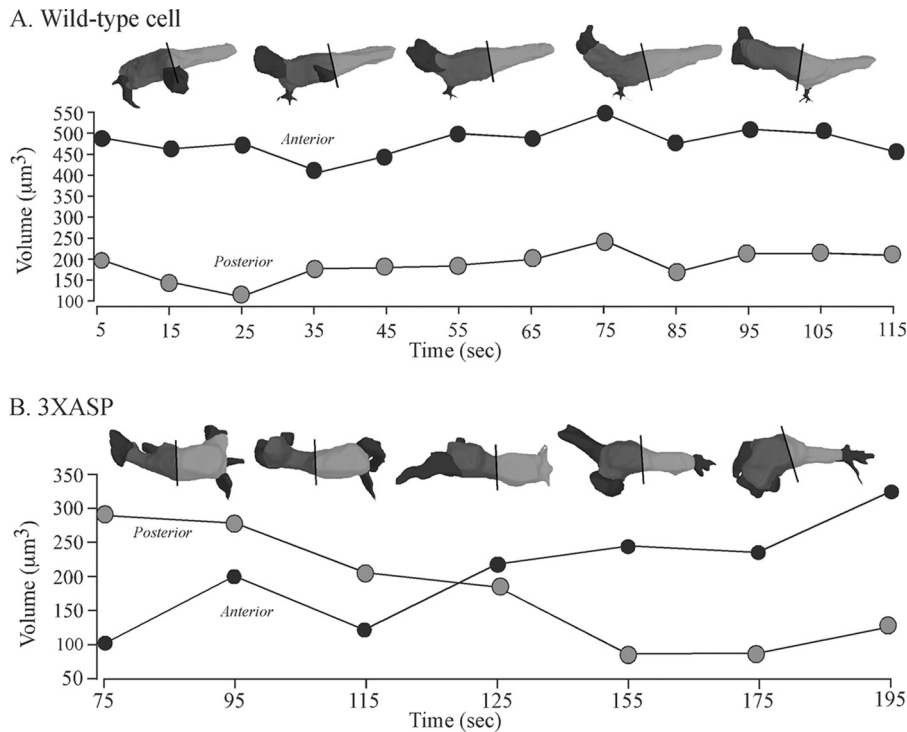 A. Wild-type cell
Volume (µm³)
550
500
450
400
350
300
250
200
150
100
Anterior
Posterior
5 15 25 35 45 55 65 75 85 95 105 115
Time (sec)
B. 3XASP
Volume (µm³)
350
300
250
200
150
100
50
Posterior
Anterior
75 95 115 125 155 175 195
Time (sec)